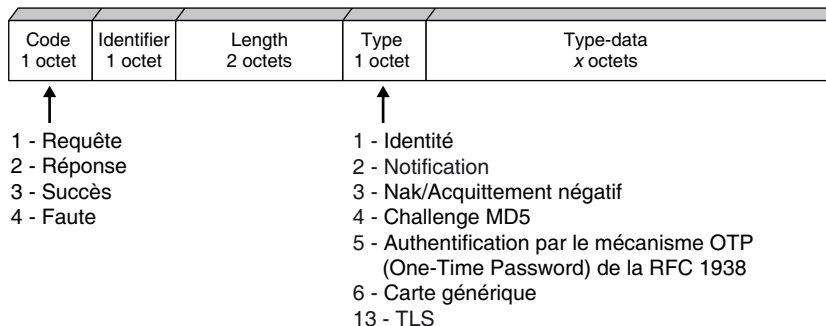 Code Identifier Length Type Type-data
1 octet 1 octet 2 octets 1 octet x octets
1 - Requête
2 - Réponse
3 - Succès
4 - Faute
1 - Identité
2 - Notification
3 - Nak/Acquittement négatif
4 - Challenge MD5
5 - Authentification par le mécanisme OTP
(One-Time Password) de la RFC 1938
6 - Carte générique
13 - TLS